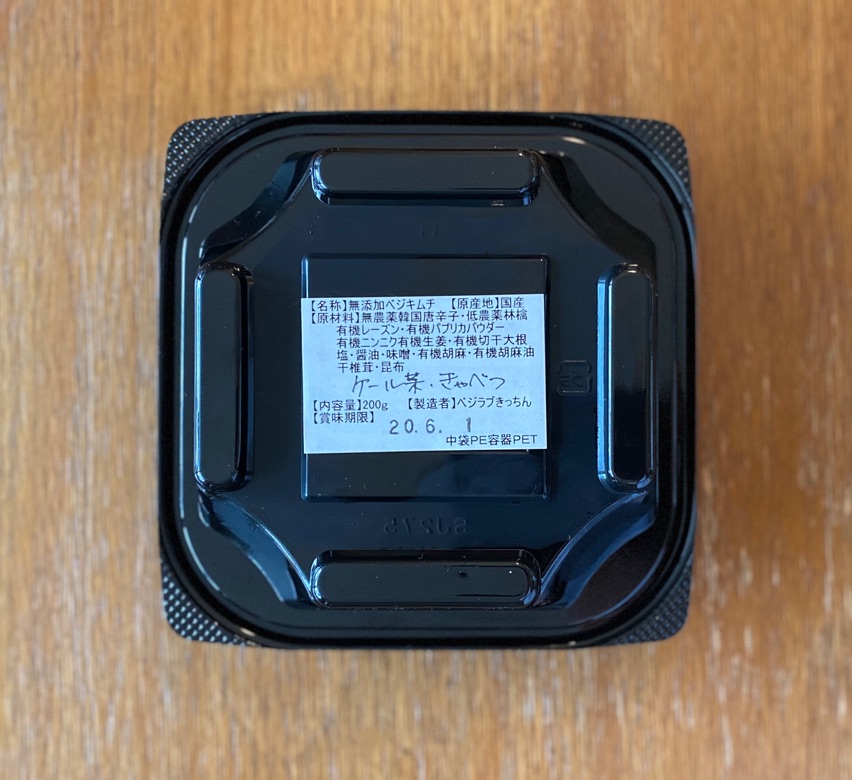 【名称】無添加ベジキムチ 【原産地】国産
【原材料】無農薬韓国唐辛子・低農薬林檎
有機レーズン・有機パプリカパウダー
有機ニンニク有機生姜・有機切干大根
塩・醤油・味噌・有機胡麻・有機胡麻油
干椎茸・昆布
ケール菜・きゃべつ
【内容量】200g 【製造者】ベジラブきっちん
【賞味期限】
20.6. 1
中袋PE容器PET
SJ275